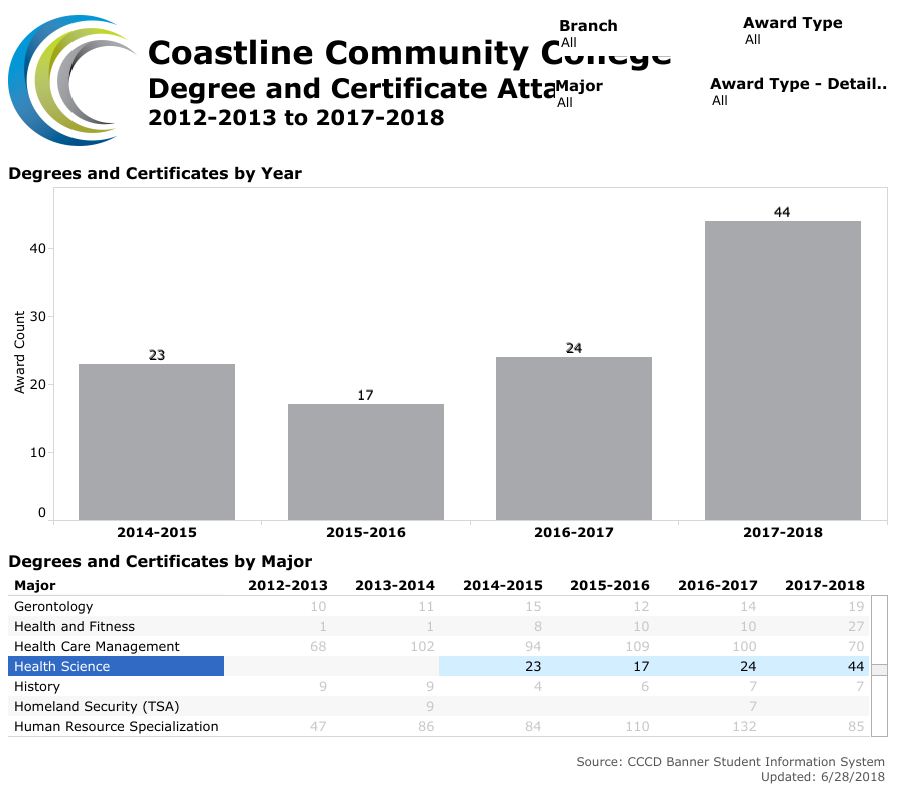 Coastline Community College
Degree and Certificate Atta
2012-2013 to 2017-2018
Branch
All
Award Type
All
Major
All
Award Type - Detail..
All
Degrees and Certificates by Year
Award Count
40
30
20
10
0
23
17
24
44
2014-2015 2015-2016 2016-2017 2017-2018
Degrees and Certificates by Major
Major 2012-2013 2013-2014 2014-2015 2015-2016 2016-2017 2017-2018
Gerontology 10 11 15 12 14 19
Health and Fitness 1 1 8 10 10 27
Health Care Management 68 102 94 109 100 70
Health Science 23 17 24 44
History 9 9 4 6 7 7
Homeland Security (TSA) 9 7
Human Resource Specialization 47 86 84 110 132 85
Source: CCCD Banner Student Information System
Updated: 6/28/2018